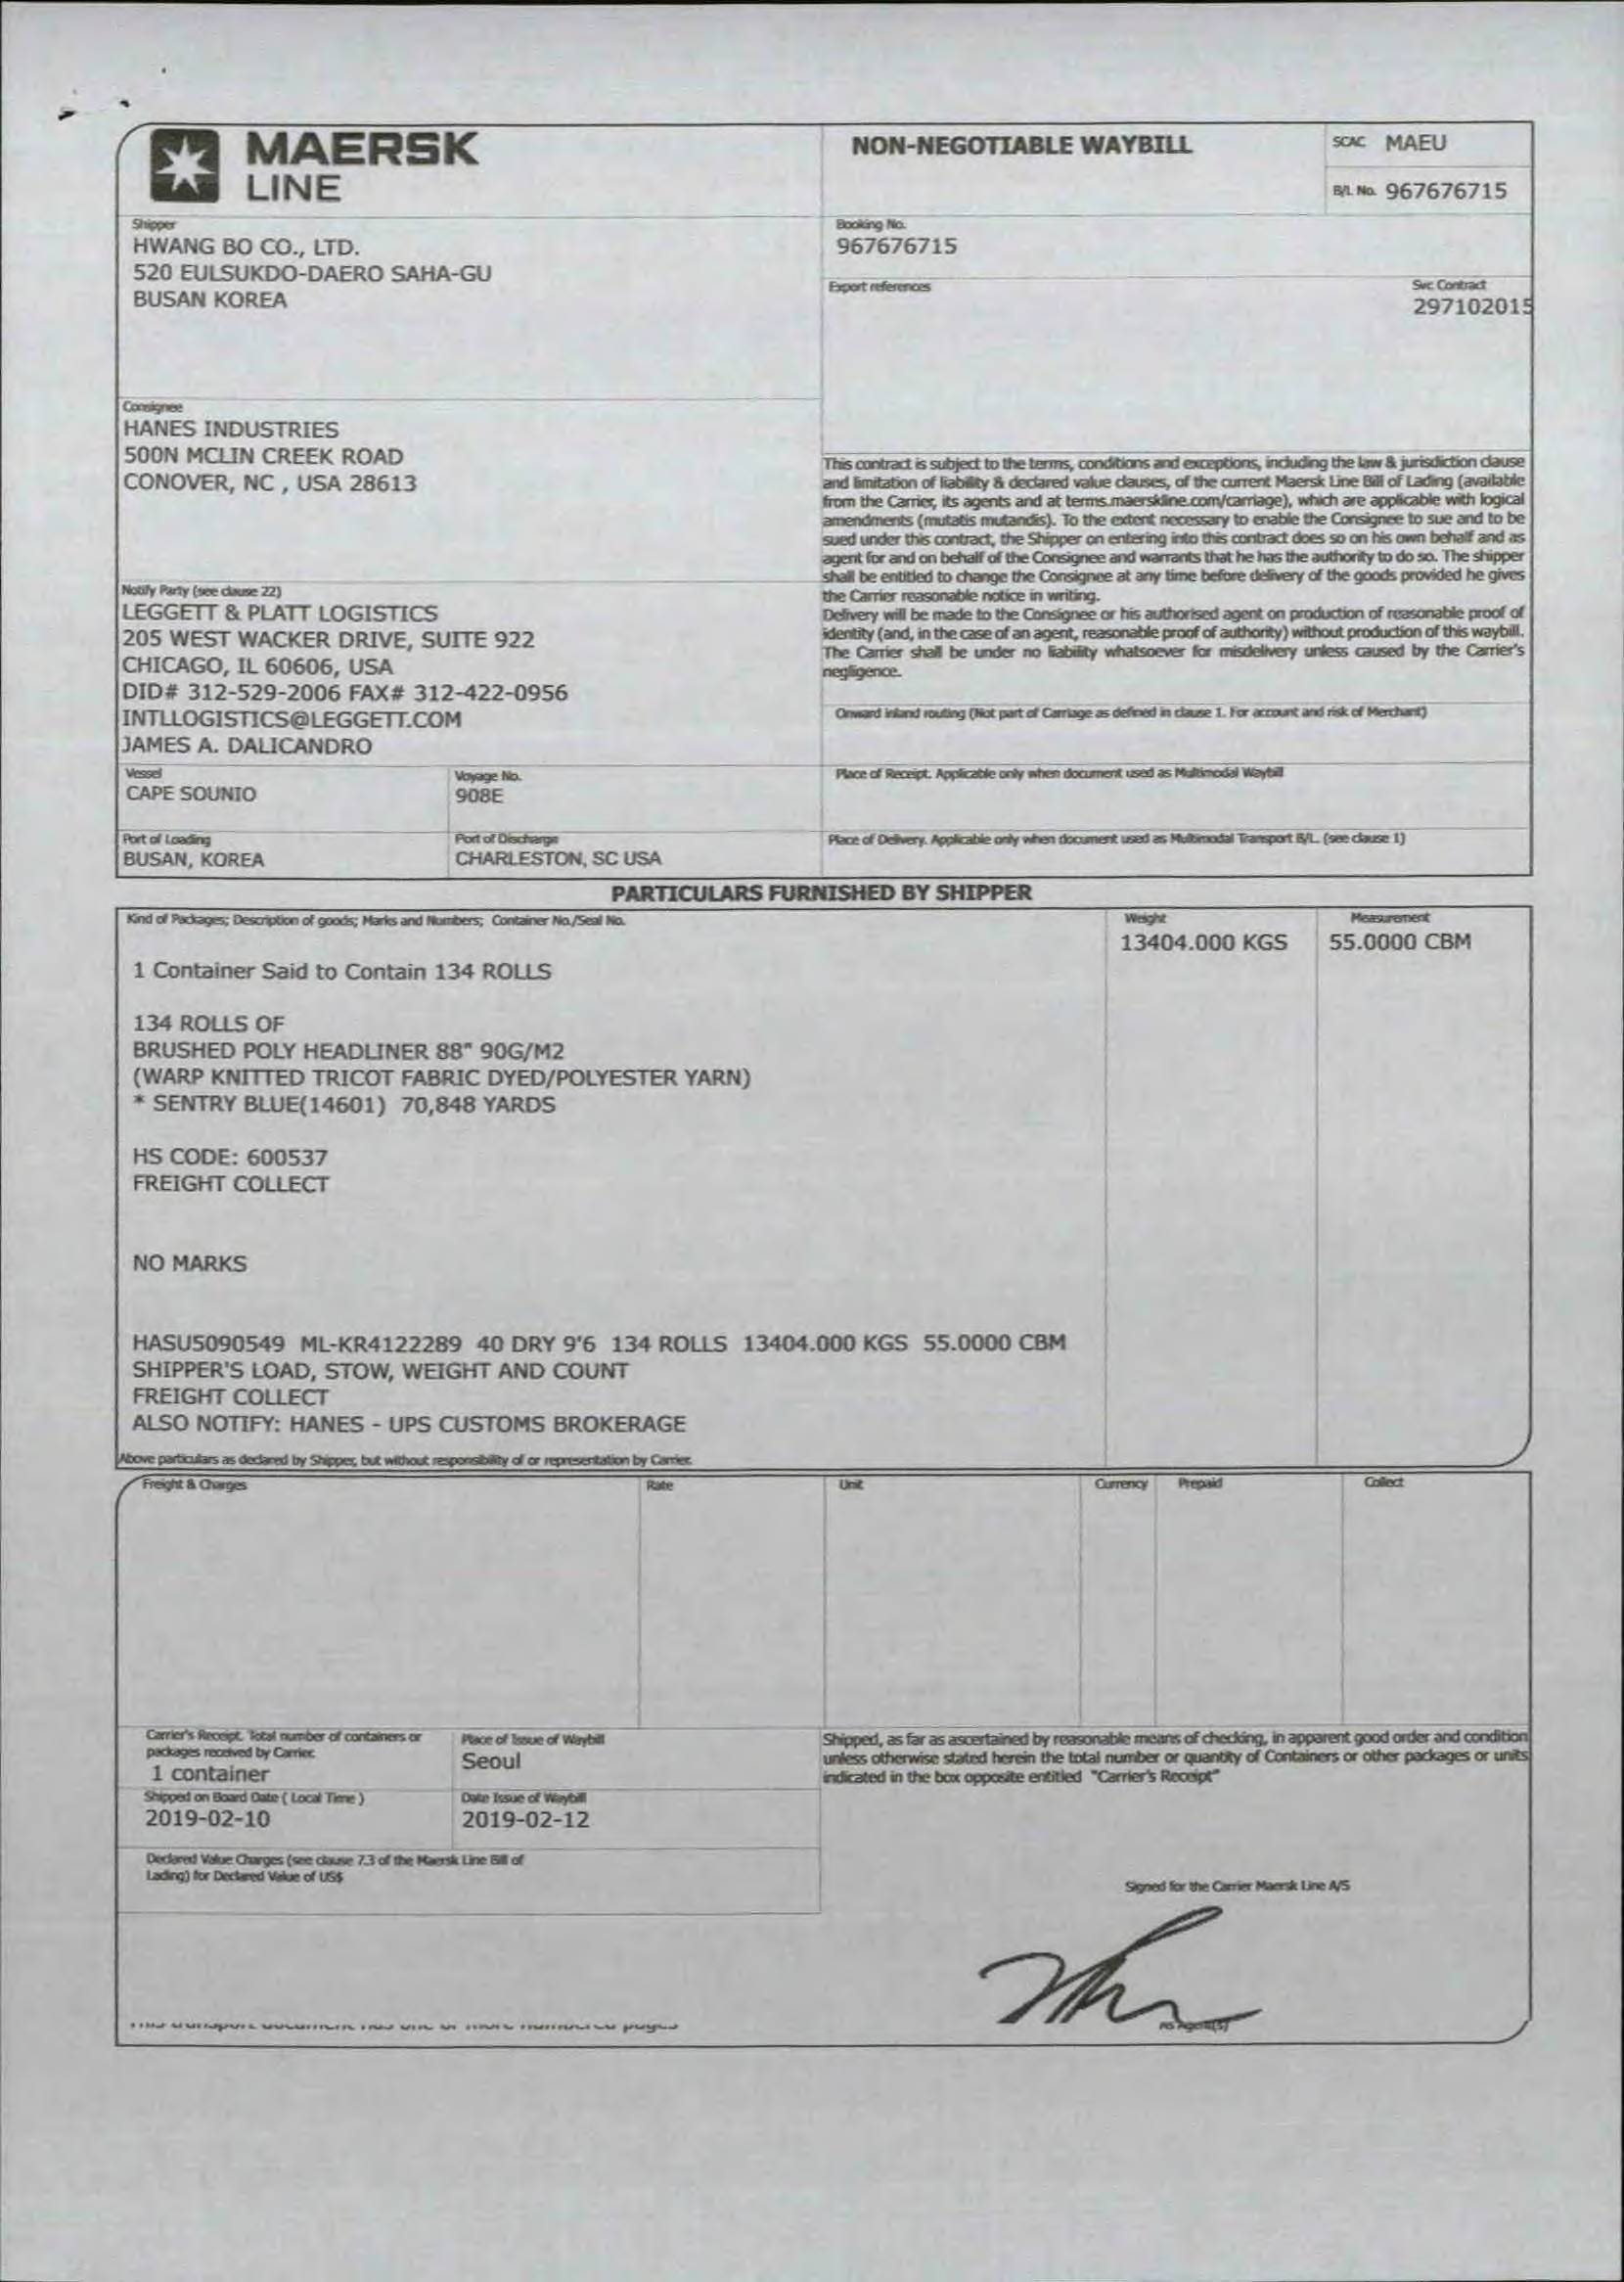 MAERSK
LINE
NON-NEGOTIABLE WAYBILL
SCAC MAEU
B/L No. 967676715
Shipper
HWANG BO CO., LTD.
520 EULSUKDO-DAERO SAHA-GU
BUSAN KOREA
Booking No.
967676715
Export references
Svc Contract
297102015
Consignee
HANES INDUSTRIES
500N MCLIN CREEK ROAD
CONOVER, NC , USA 28613
This contract is subject to the terms, conditions and exceptions, including the law & jurisdiction clause
and limitation of liability & declared value clauses, of the current Maersk Line Bill of Lading (available
from the Carrier, its agents and at terms.maerskline.com/carriage), which are applicable with logical
amendments (mutatis mutandis). To the extent necessary to enable the Consignee to sue and to be
sued under this contract, the Shipper on entering into this contract does so on his own behalf and as
agent for and on behalf of the Consignee and warrants that he has the authority to do so. The shipper
shall be entitled to change the Consignee at any time before delivery of the goods provided he gives
the Carrier reasonable notice in writing.
Delivery will be made to the Consignee or his authorised agent on production of reasonable proof of
identity (and, in the case of an agent, reasonable proof of authority) without production of this waybill.
The Carrier shall be under no liability whatsoever for misdelivery unless caused by the Carrier's
negligence.
Notify Party (see clause 22)
LEGGETT & PLATT LOGISTICS
205 WEST WACKER DRIVE, SUITE 922
CHICAGO, IL 60606, USA
DID# 312-529-2006 FAX# 312-422-0956
INTLLOGISTICS@LEGGETT.COM
JAMES A. DALICANDRO
Onward inland routing (Not part of Carriage as defined in clause 1. For account and risk of Merchant)
Vessel
CAPE SOUNIO
Voyage No.
908E
Place of Receipt. Applicable only when document used as Multimodal Waybill
Port of Loading
BUSAN, KOREA
Port of Discharge
CHARLESTON, SC USA
Place of Delivery. Applicable only when document used as Multimodal Transport B/L. (see clause 1)
PARTICULARS FURNISHED BY SHIPPER
Kind of Packages; Description of goods; Marks and Numbers; Container No./Seal No.
Weight
13404.000 KGS
Measurement
55.0000 CBM
1 Container Said to Contain 134 ROLLS
134 ROLLS OF
BRUSHED POLY HEADLINER 88" 90G/M2
(WARP KNITTED TRICOT FABRIC DYED/POLYESTER YARN)
* SENTRY BLUE(14601) 70,848 YARDS
HS CODE: 600537
FREIGHT COLLECT
NO MARKS
HASU5090549 ML-KR4122289 40 DRY 9'6 134 ROLLS 13404.000 KGS 55.0000 CBM
SHIPPER'S LOAD, STOW, WEIGHT AND COUNT
FREIGHT COLLECT
ALSO NOTIFY: HANES - UPS CUSTOMS BROKERAGE
Above particulars as declared by Shipper, but without responsibility of or representation by Carrier.
Freight & Charges
Rate
Unit
Currency
Prepaid
Collect
Carrier's Receipt. Total number of containers or
packages received by Carrier.
1 container
Place of Issue of Waybill
Seoul
Shipped, as far as ascertained by reasonable means of checking, in apparent good order and condition
unless otherwise stated herein the total number or quantity of Containers or other packages or units
indicated in the box opposite entitled "Carrier's Receipt"
Shipped on Board Date ( Local Time )
2019-02-10
Date Issue of Waybill
2019-02-12
Declared Value Charges (see clause 7.3 of the Maersk Line Bill of
Lading) for Declared Value of US$
Signed for the Carrier Maersk Line A/S
As Agent(s)
This transport document has one or more numbered pages